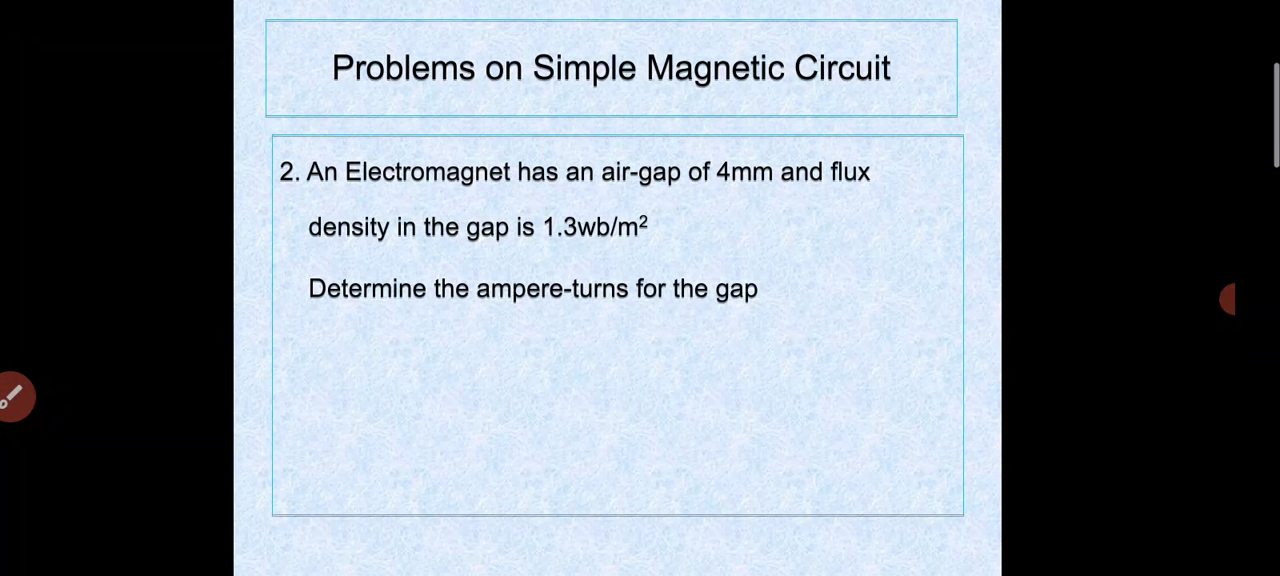 Problems on Simple Magnetic Circuit
2. An Electromagnet has an air-gap of 4mm and flux
density in the gap is 1.3wb/m²
Determine the ampere-turns for the gap